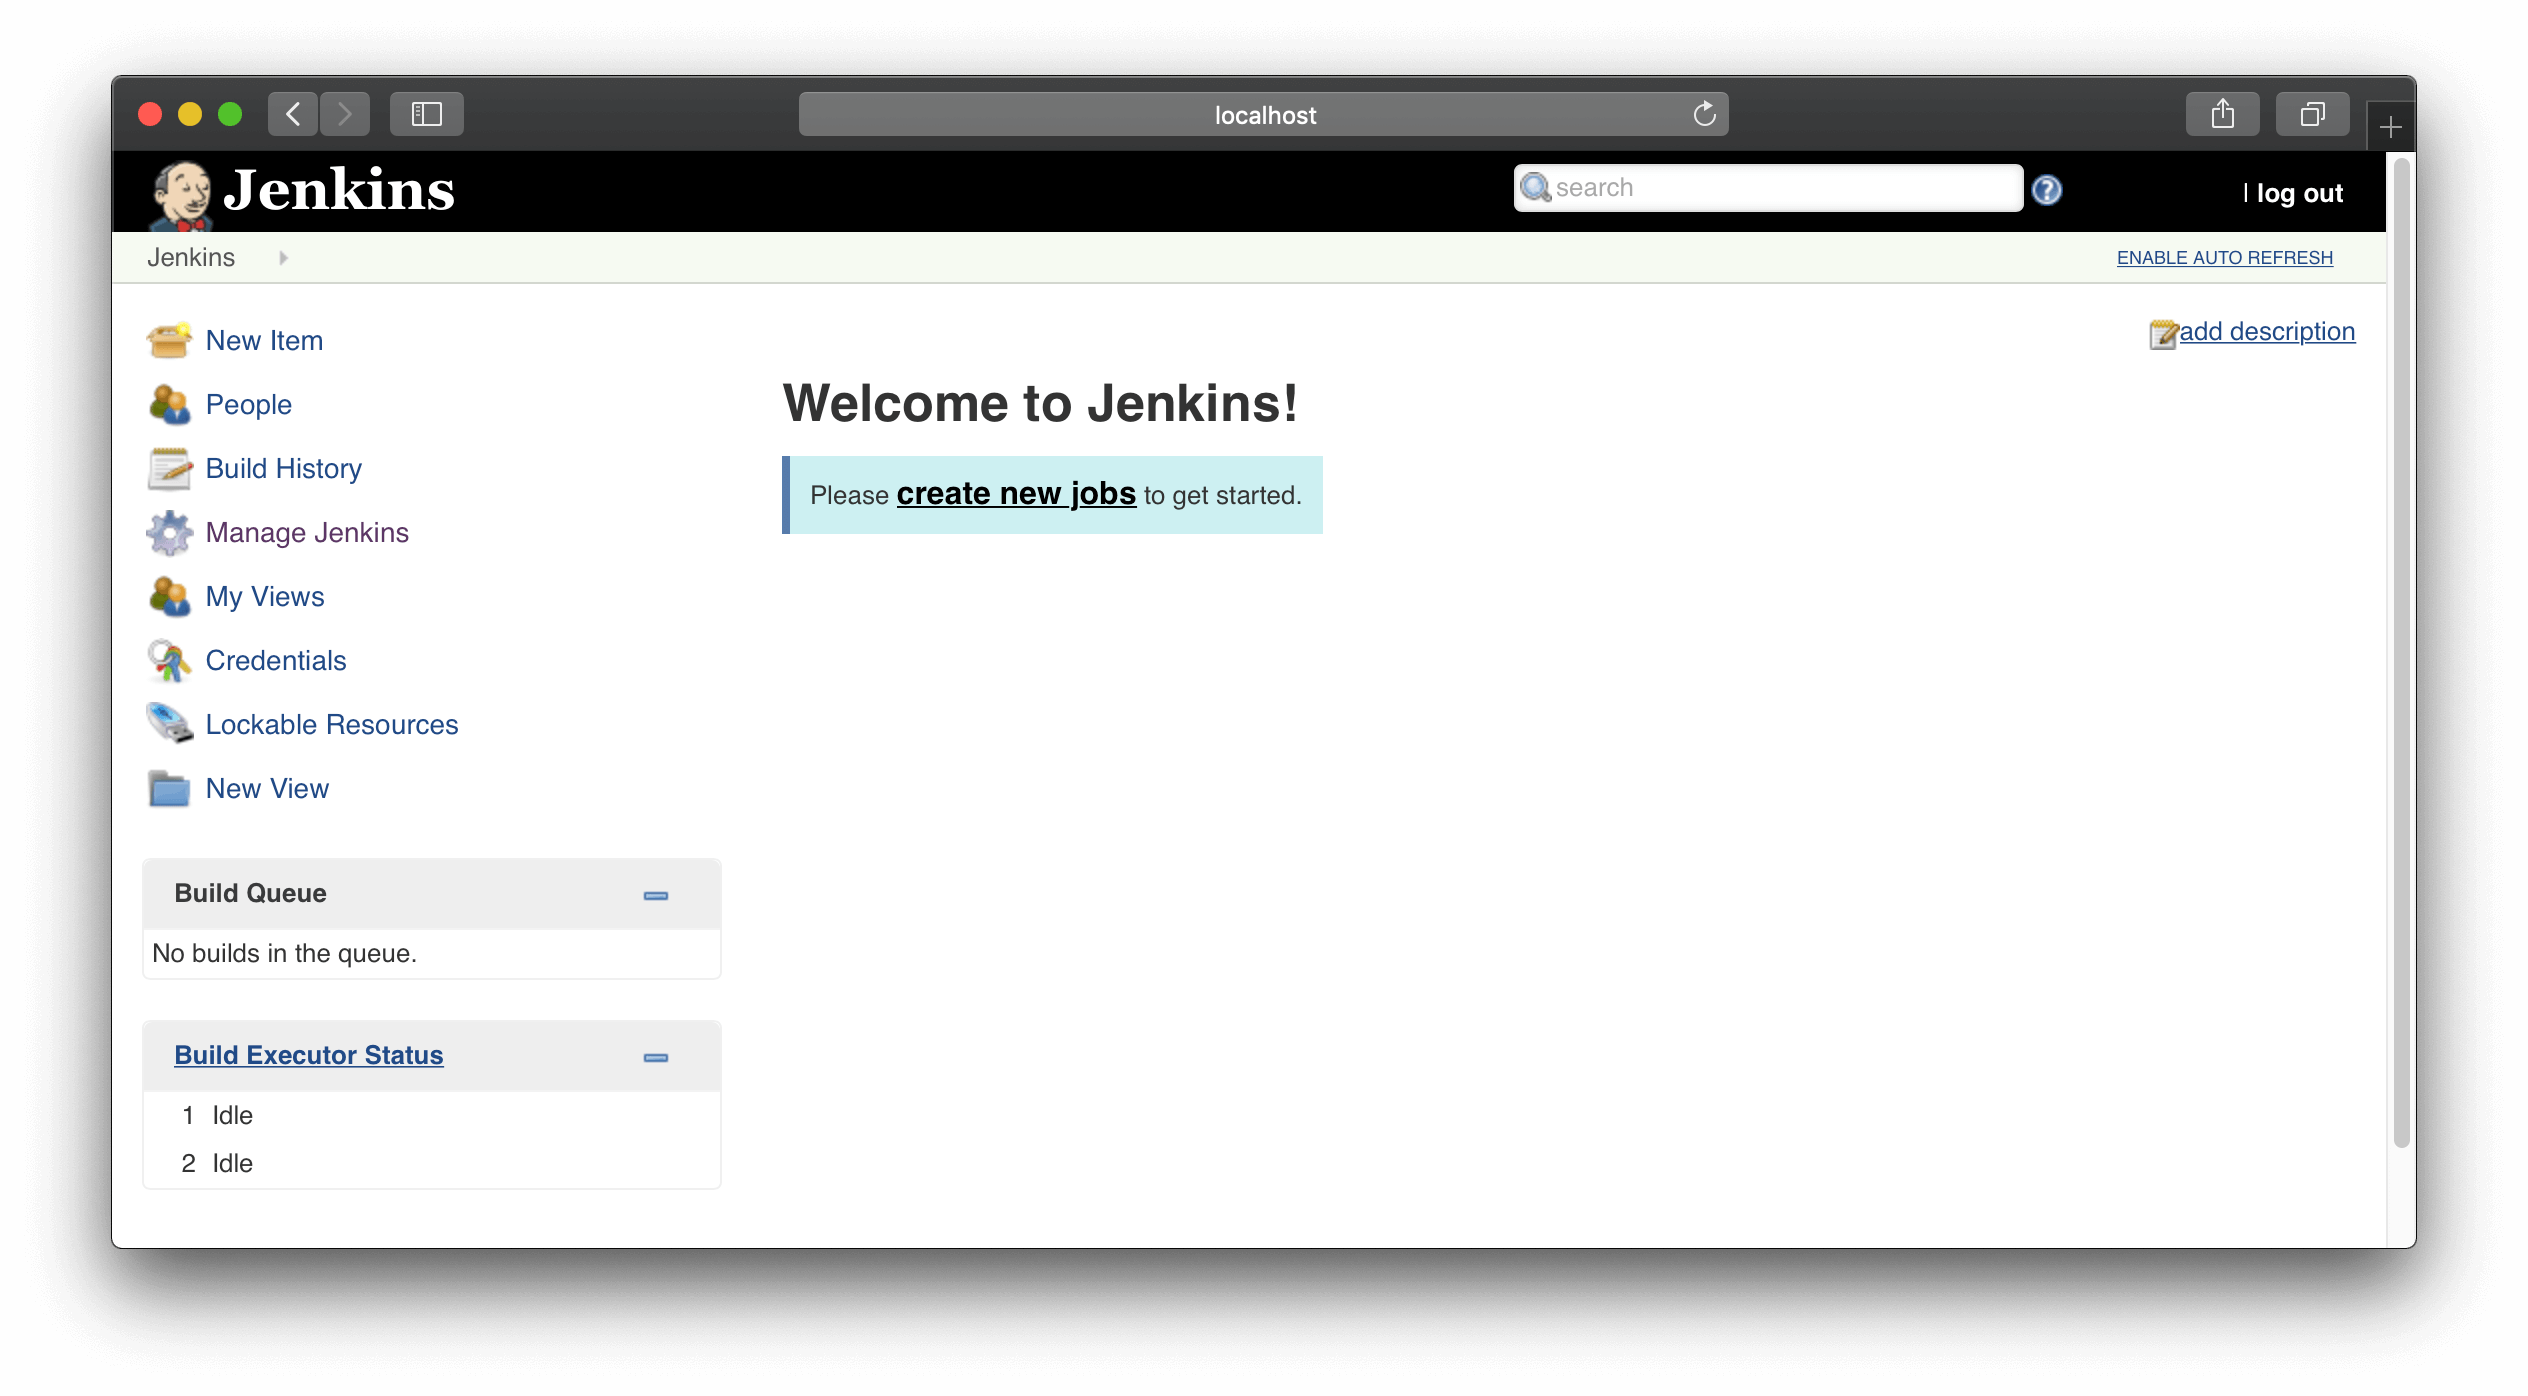 localhost
Jenkins
search
| log out
Jenkins
ENABLE AUTO REFRESH
New Item
People
Build History
Manage Jenkins
My Views
Credentials
Lockable Resources
New View
Build Queue
No builds in the queue.
Build Executor Status
1 Idle
2 Idle
add description
Welcome to Jenkins!
Please create new jobs to get started.